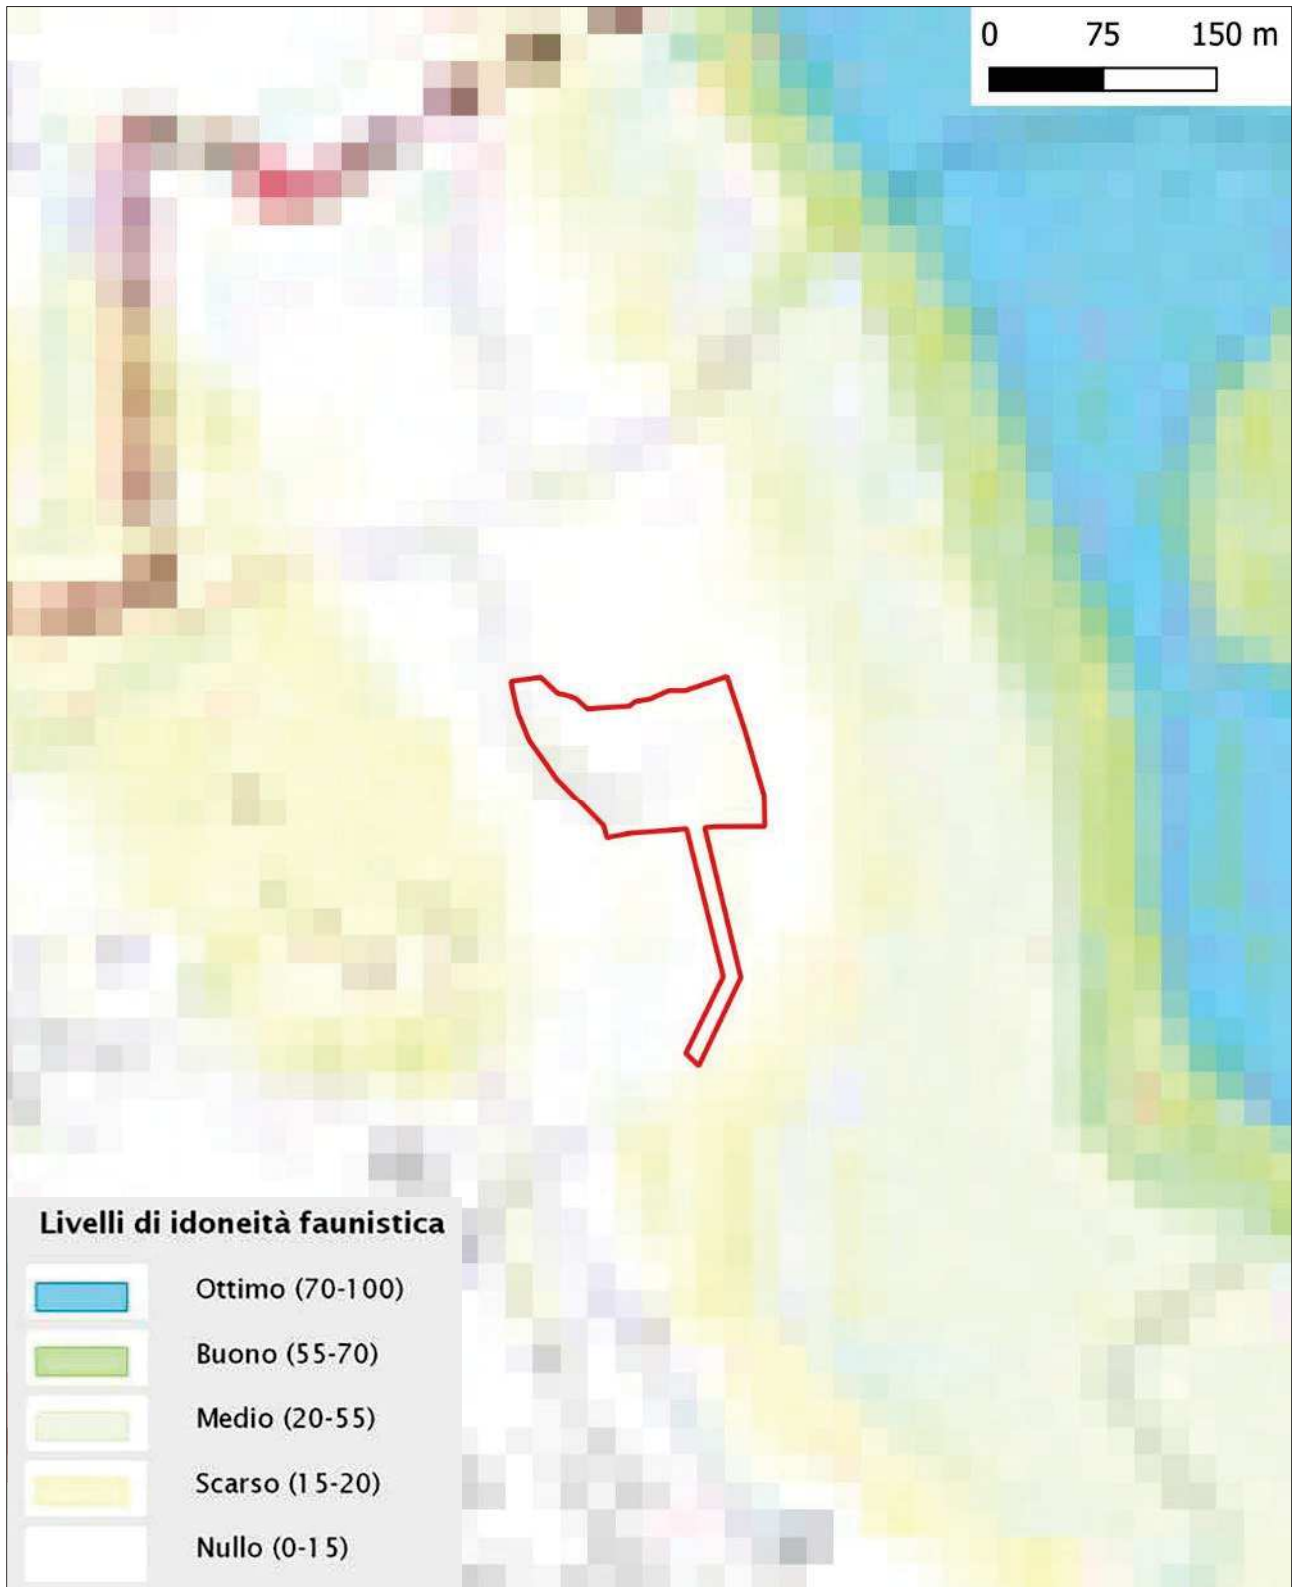 0 75 150 m
Livelli di idoneità faunistica
Ottimo (70-100)
Buono (55-70)
Medio (20-55)
Scarso (15-20)
Nullo (0-15)